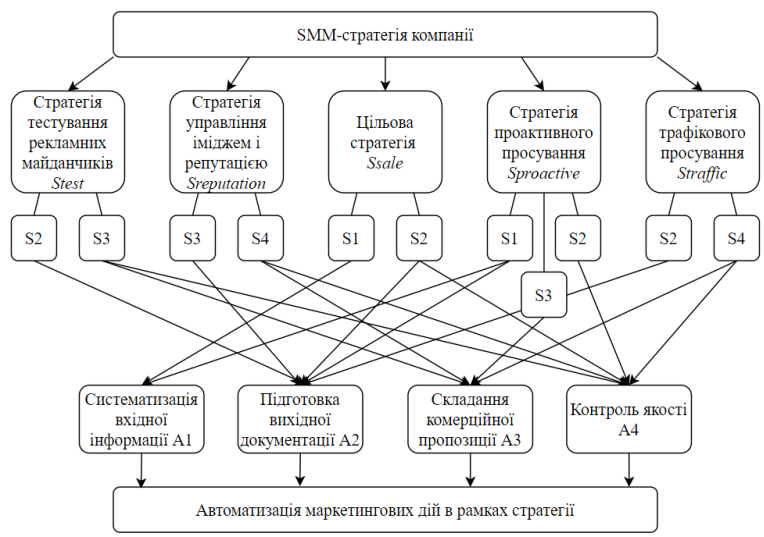 SMM-стратегія компанії
Стратегія
тестування
рекламних
майданчиків
Stest
Стратегія
управління
іміджем і
репутацією
Sreputation
Цільова
стратегія
Ssale
Стратегія
проактивного
просування
Sproactive
Стратегія
трафікового
просування
Straffic
S2
S3
S3
S4
S1
S2
S1
S2
S2
S4
S3
Систематизація
вхідної
інформації А1
Підготовка
вихідної
документації А2
Складання
комерційної
пропозиції А3
Контроль якості
А4
Автоматизація маркетингових дій в рамках стратегії